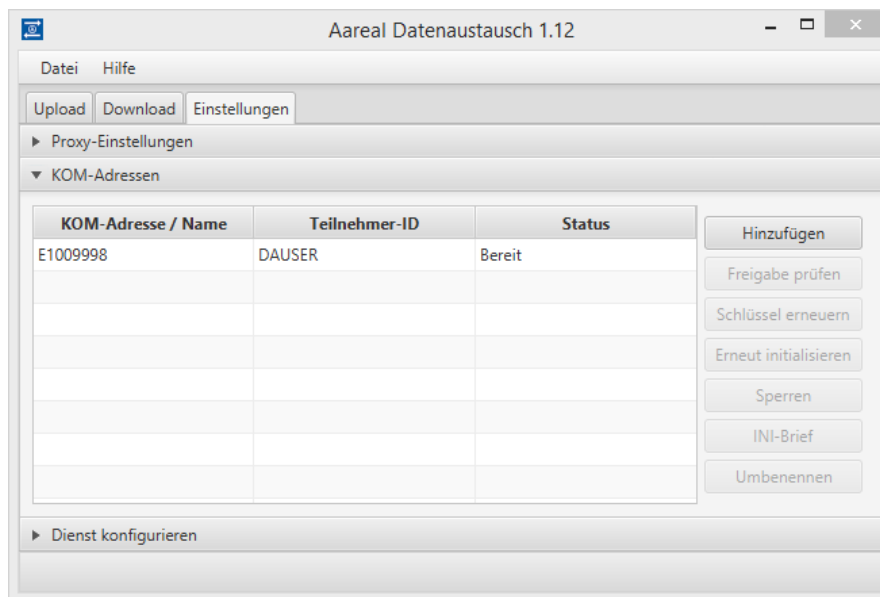 Aareal Datenaustausch 1.12
Datei Hilfe
Upload Download Einstellungen
Proxy-Einstellungen
KOM-Adressen
KOM-Adresse / Name Teilnehmer-ID Status
E1009998 DAUSER Bereit
Hinzufügen
Freigabe prüfen
Schlüssel erneuern
Erneut initialisieren
Sperren
INI-Brief
Umbenennen
Dienst konfigurieren